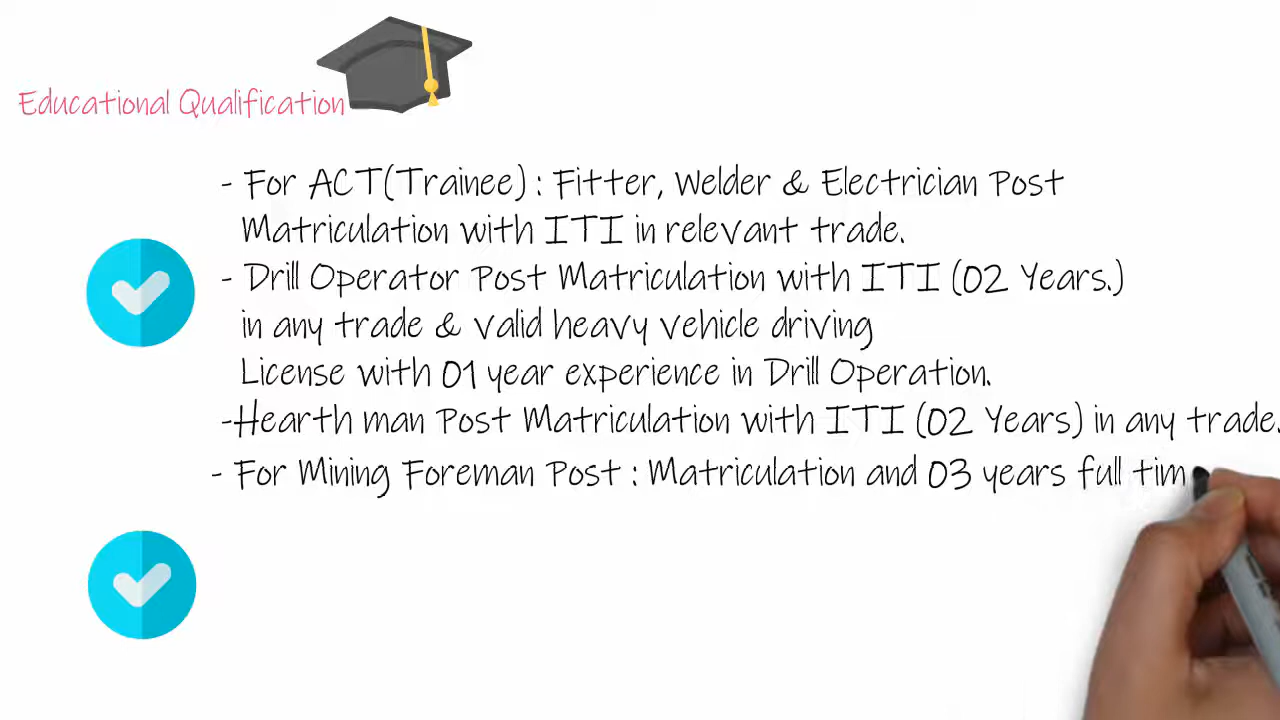 Educational Qualification
- For ACT(Trainee) : Fitter, Welder & Electrician Post
Matriculation with ITI in relevant trade.
- Drill Operator Post Matriculation with ITI (02 Years.)
in any trade & valid heavy vehicle driving
License with 01 year experience in Drill Operation.
-Hearth man Post Matriculation with ITI (02 Years) in any trade.
- For Mining Foreman Post : Matriculation and 03 years full tim